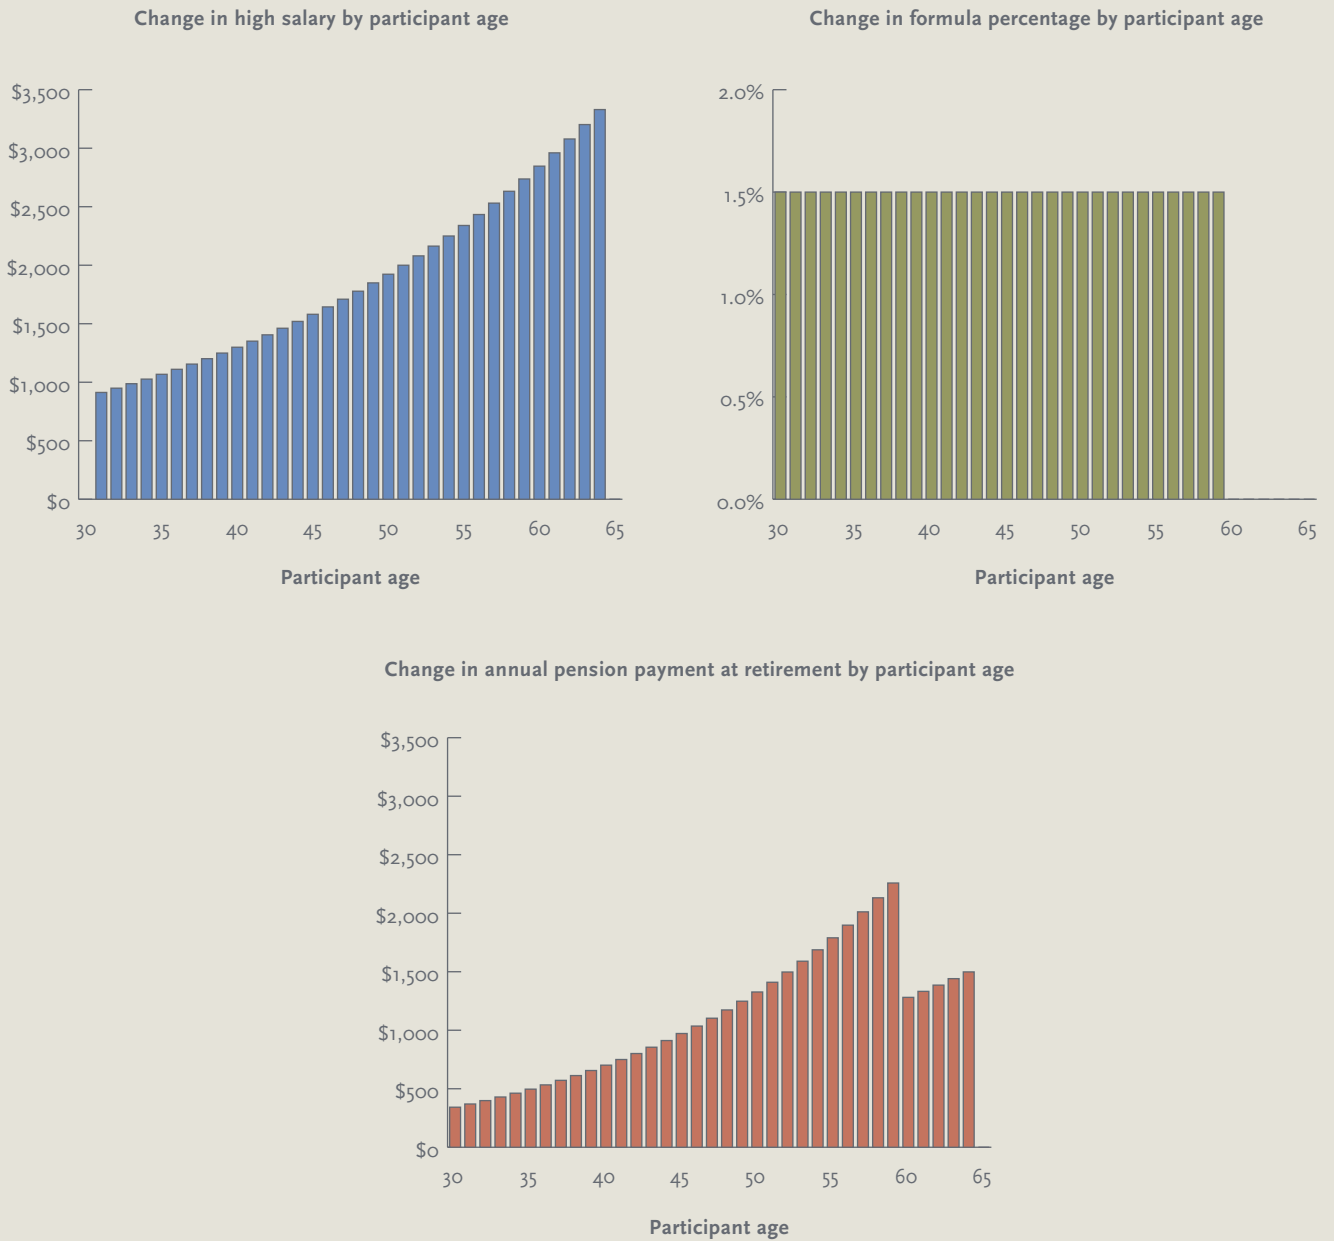 Change in high salary by participant age
$3,500
$3,000
$2,500
$2,000
$1,500
$1,000
$500
$0
30 35 40 45 50 55 60 65
Participant age
Change in formula percentage by participant age
2.0%
1.5%
1.0%
0.5%
0.0%
30 35 40 45 50 55 60 65
Participant age
Change in annual pension payment at retirement by participant age
$3,500
$3,000
$2,500
$2,000
$1,500
$1,000
$500
$0
30 35 40 45 50 55 60 65
Participant age